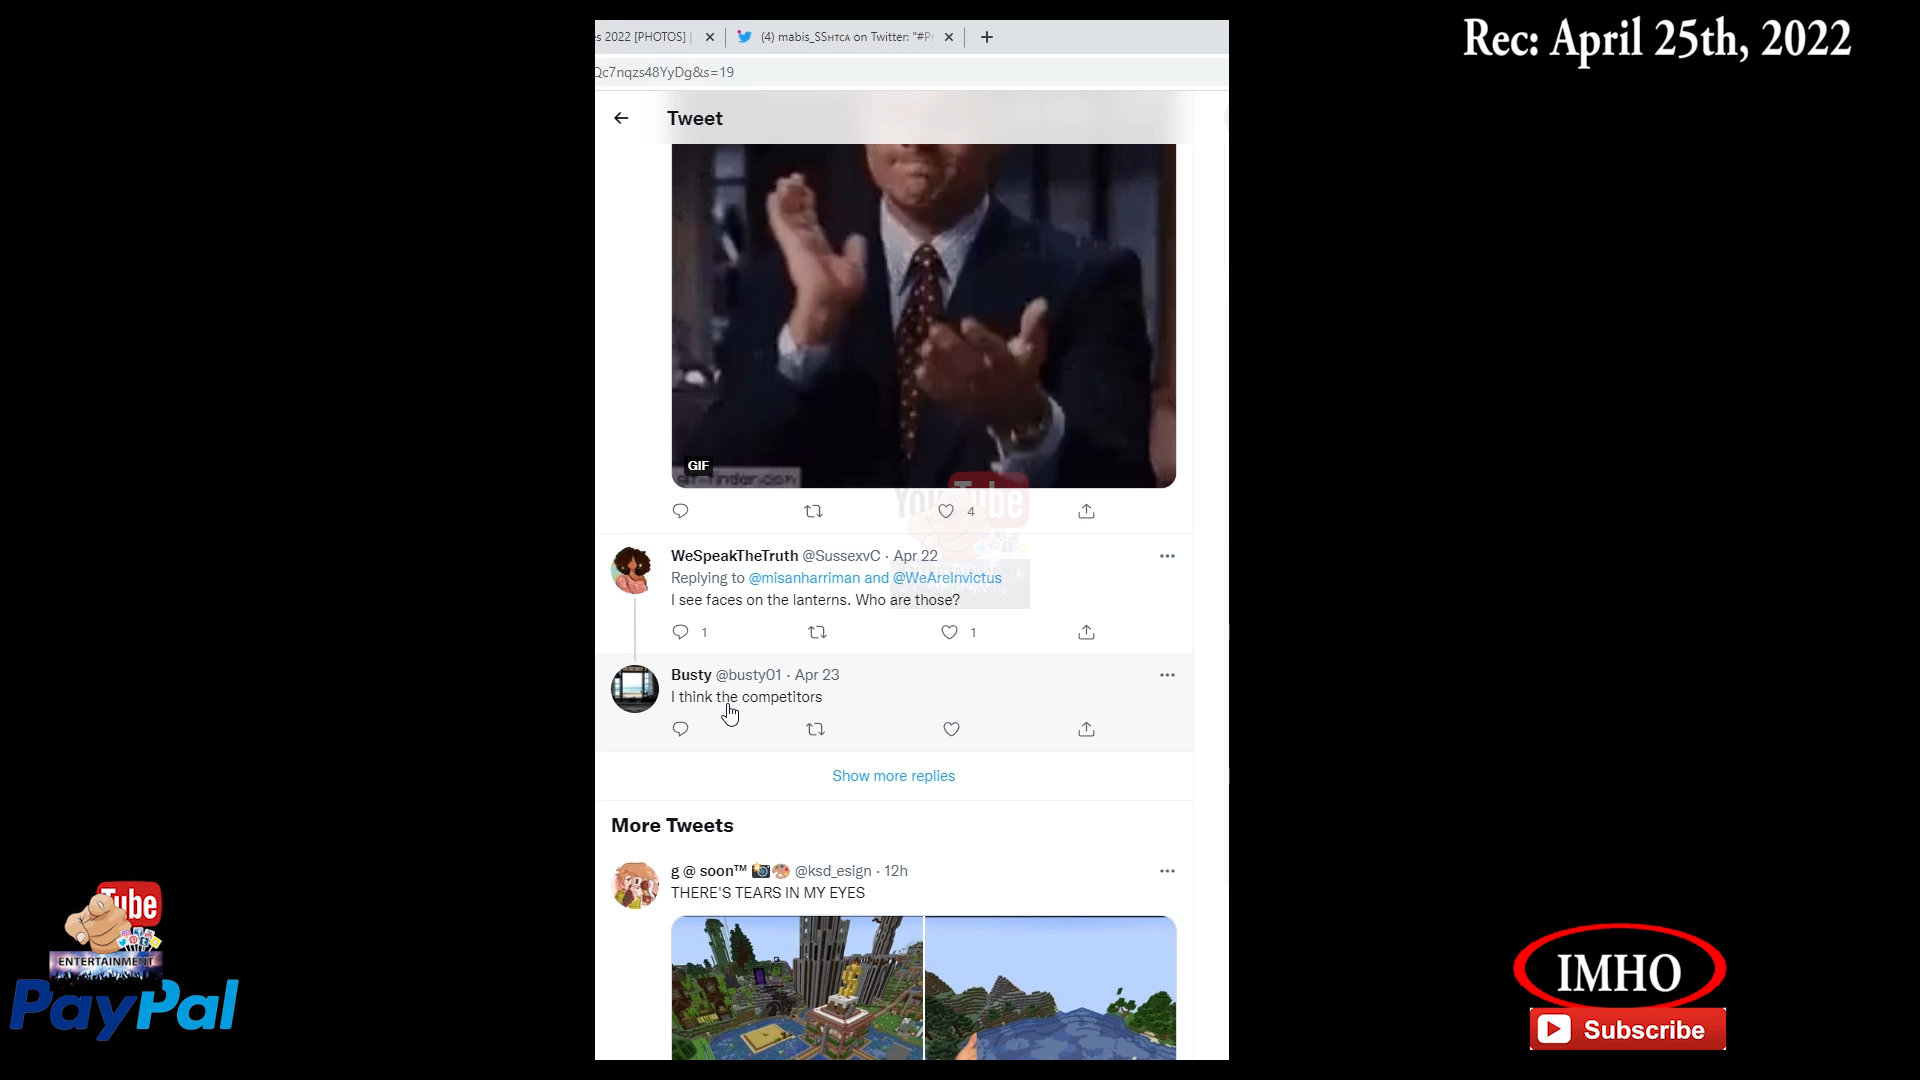 Rec: April 25th, 2022
s 2022 [PHOTOS] |
(4) mabis_SSHTCA on Twitter: "#Pr
Qc7nqzs48YyDg&s=19
Tweet
GIF
4
WeSpeakTheTruth @SussexvC · Apr 22
Replying to @misanharriman and @WeAreInvictus
I see faces on the lanterns. Who are those?
1
1
Busty @busty01 · Apr 23
I think the competitors
Show more replies
More Tweets
g @ soon™ @ksd_esign · 12h
THERE'S TEARS IN MY EYES
YouTube
Tube
ENTERTAINMENT
PayPal
IMHO
Subscribe